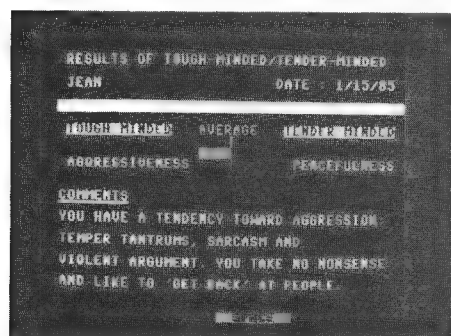 RESULTS OF TOUGH MINDED/TENDER-MINDED
JEAN DATE : 1/15/85
TOUGH MINDED AVERAGE TENDER MINDED
AGGRESSIVENESS PEACEFULNESS
COMMENTS
YOU HAVE A TENDENCY TOWARD AGGRESSION,
TEMPER TANTRUMS, SARCASM AND
VIOLENT ARGUMENT. YOU TAKE NO NONSENSE
AND LIKE TO 'GET BACK' AT PEOPLE.